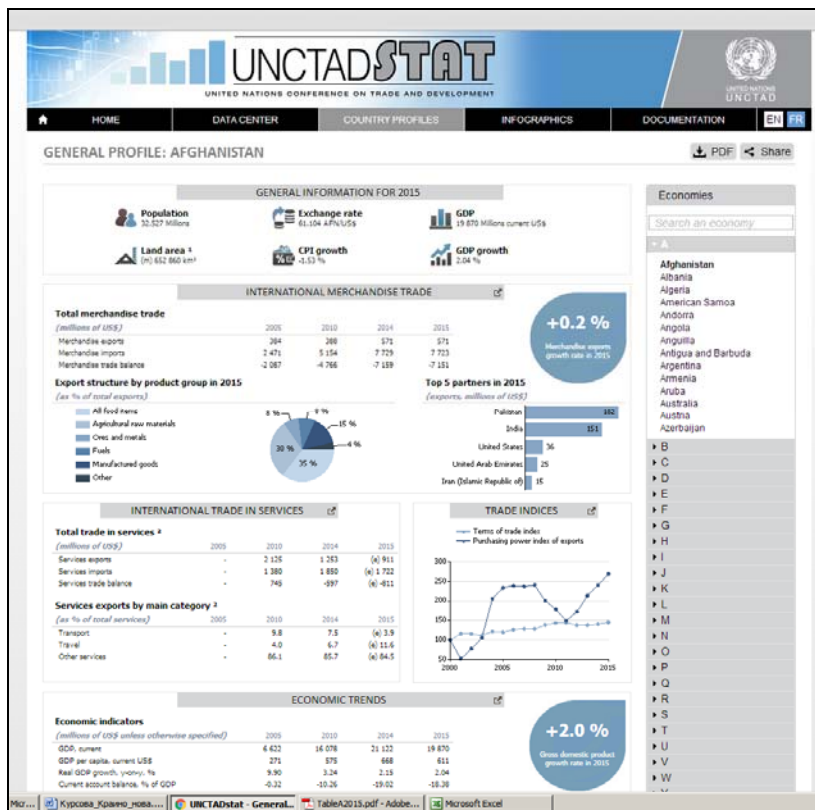 UNCTADSTAT
UNITED NATIONS CONFERENCE ON TRADE AND DEVELOPMENT
UNITED NATIONS
UNCTAD
HOME DATA CENTER COUNTRY PROFILES INFOGRAPHICS DOCUMENTATION EN FR
GENERAL PROFILE: AFGHANISTAN
PDF Share
GENERAL INFORMATION FOR 2015
Population
32.527 Millions
Exchange rate
61.104 AFN/US$
GDP
19 870 Millions current US$
Land area ¹
(m) 652 860 km²
CPI growth
-1.53 %
GDP growth
2.04 %
INTERNATIONAL MERCHANDISE TRADE
Total merchandise trade
(millions of US$) 2005 2010 2014 2015
Merchandise exports 384 388 571 571
Merchandise imports 2 471 5 154 7 729 7 723
Merchandise trade balance -2 087 -4 766 -7 159 -7 151
+0.2 %
Merchandise exports
growth rate in 2015
Export structure by product group in 2015
(as % of total exports)
All food items
Agricultural raw materials
Ores and metals
Fuels
Manufactured goods
Other
8 %
9 %
15 %
4 %
35 %
30 %
Top 5 partners in 2015
(exports, millions of US$)
Pakistan 182
India 151
United States 36
United Arab Emirates 25
Iran (Islamic Republic of) 15
INTERNATIONAL TRADE IN SERVICES
Total trade in services ²
(millions of US$) 2005 2010 2014 2015
Services exports - 2 125 1 253 (e) 911
Services imports - 1 380 1 850 (e) 1 722
Services trade balance - 745 -597 (e) -811
Services exports by main category ²
(as % of total services) 2005 2010 2014 2015
Transport - 9.8 7.5 (e) 3.9
Travel - 4.0 6.7 (e) 11.6
Other services - 86.1 85.7 (e) 84.5
TRADE INDICES
Terms of trade index
Purchasing power index of exports
300
250
200
150
100
50
2000 2005 2010 2015
ECONOMIC TRENDS
Economic indicators
(millions of US$ unless otherwise specified) 2005 2010 2014 2015
GDP, current 6 622 16 078 21 122 19 870
GDP per capita, current US$ 271 575 668 611
Real GDP growth, y-on-y, % 9.90 3.24 2.15 2.04
Current account balance, % of GDP -0.32 -10.26 -19.02 -18.38
+2.0 %
Gross domestic product
growth rate in 2015
Economies
Search an economy
A
Afghanistan
Albania
Algeria
American Samoa
Andorra
Angola
Anguilla
Antigua and Barbuda
Argentina
Armenia
Aruba
Australia
Austria
Azerbaijan
B
C
D
E
F
G
H
I
J
K
L
M
N
O
P
Q
R
S
T
U
V
W
Курсова_Краино_нова.... UNCTADstat - General... TableA2015.pdf - Adobe... Microsoft Excel